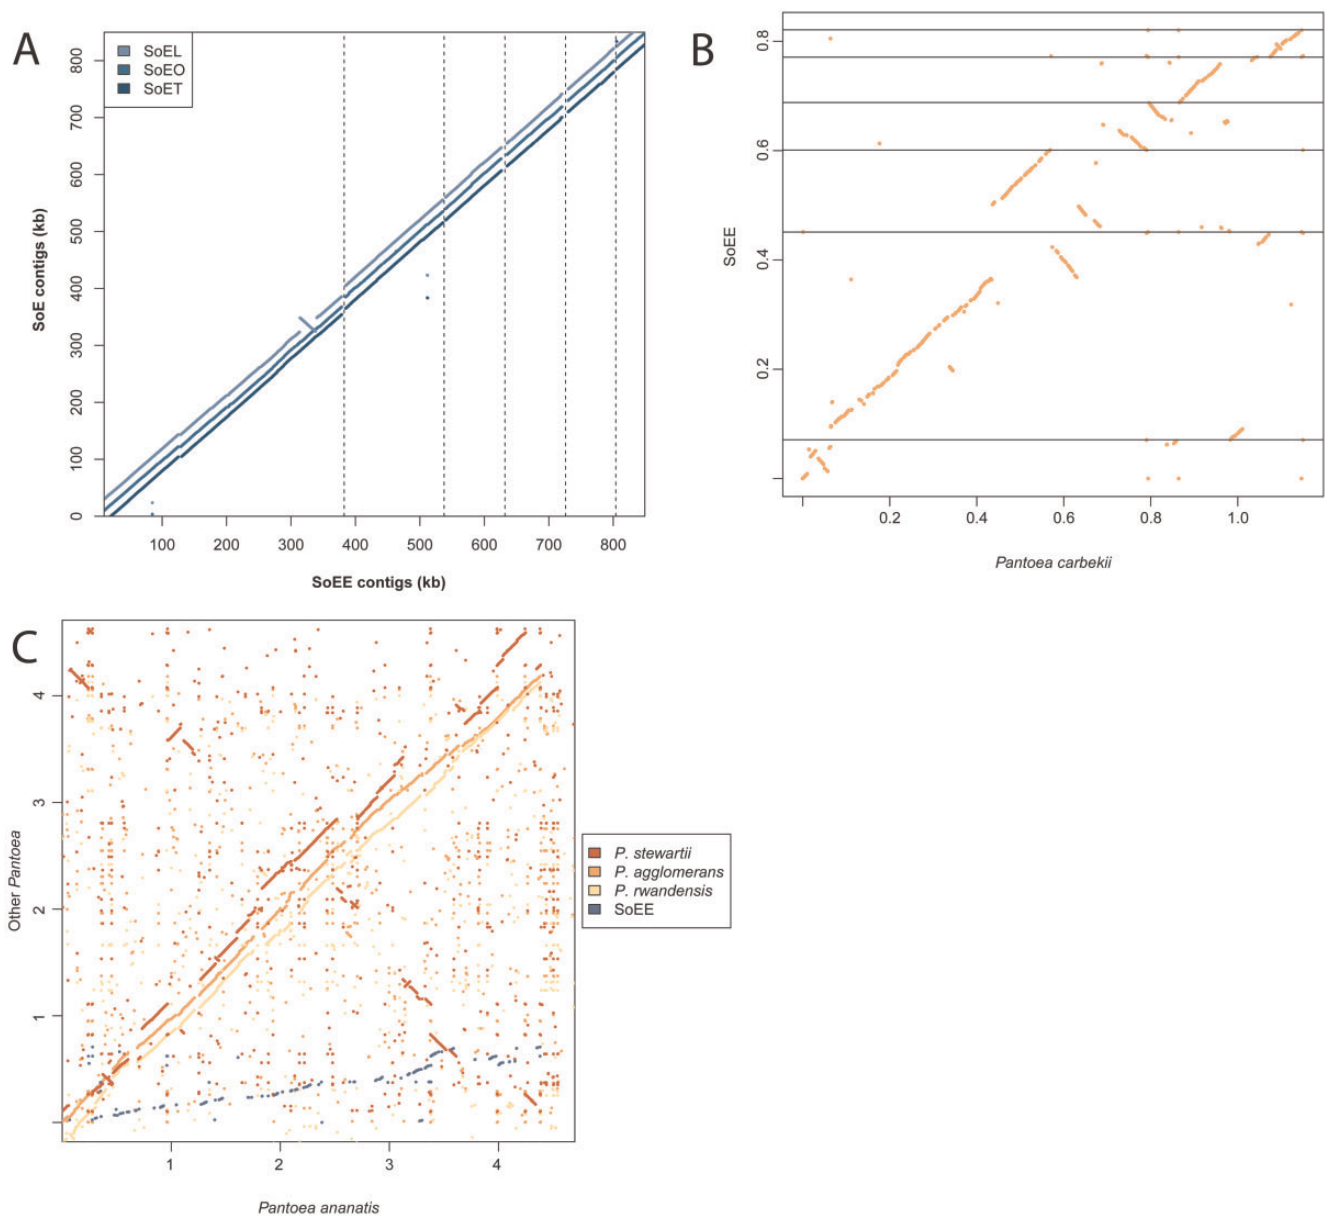 A
SoEL
SoEO
SoET
800
700
600
500
400
300
200
100
0
SoE contigs (kb)
100 200 300 400 500 600 700 800
SoEE contigs (kb)
B
0.8
0.6
0.4
0.2
SoEE
0.2 0.4 0.6 0.8 1.0
Pantoea carbekii
C
4
3
2
1
Other Pantoea
1 2 3 4
Pantoea ananatis
P. stewartii
P. agglomerans
P. rwandensis
SoEE